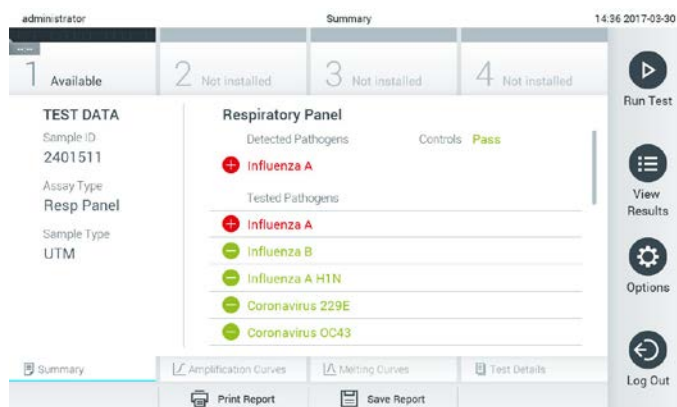 administrator
Summary
14:36 2017-03-30
1 Available
2 Not installed
3 Not installed
4 Not installed
Run Test
View Results
Options
Log Out
TEST DATA
Sample ID
2401511
Assay Type
Resp Panel
Sample Type
UTM
Respiratory Panel
Detected Pathogens
Controls Pass
Influenza A
Tested Pathogens
Influenza A
Influenza B
Influenza A H1N
Coronavirus 229E
Coronavirus OC43
Summary
Amplification Curves
Melting Curves
Test Details
Print Report
Save Report